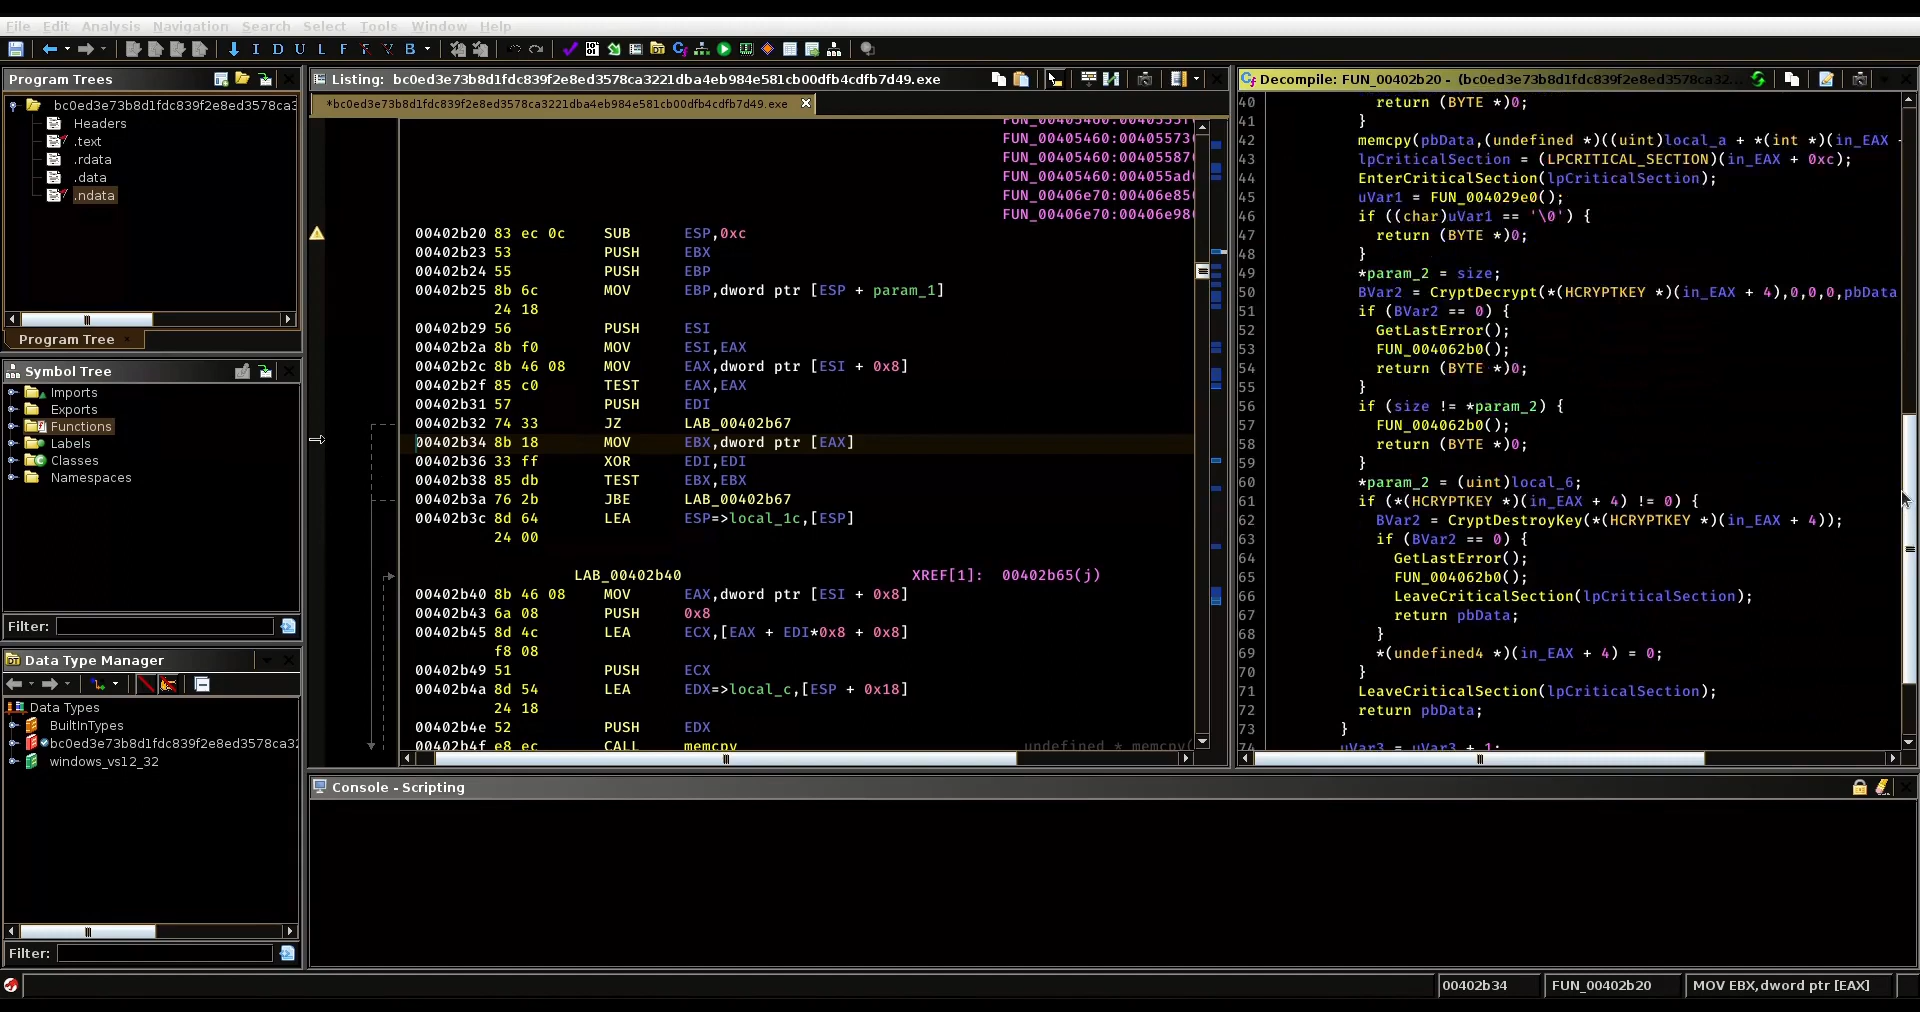 File Edit Analysis Navigation Search Select Tools Window Help
I D U L F F V B
Program Trees
bc0ed3e73b8d1fdc839f2e8ed3578ca3
Headers
.text
.rdata
.data
.ndata
Program Tree
Symbol Tree
Imports
Exports
Functions
Labels
Classes
Namespaces
Filter:
Data Type Manager
Data Types
BuiltInTypes
bc0ed3e73b8d1fdc839f2e8ed3578ca32
windows_vs12_32
Filter:
Listing: bc0ed3e73b8d1fdc839f2e8ed3578ca3221dba4eb984e581cb00dfb4cdfb7d49.exe
*bc0ed3e73b8d1fdc839f2e8ed3578ca3221dba4eb984e581cb00dfb4cdfb7d49.exe
FUN_00405460:00405573(
FUN_00405460:00405587(
FUN_00405460:004055ad(
FUN_00406e70:00406e85(
FUN_00406e70:00406e98(
00402b20 83 ec 0c SUB ESP,0xc
00402b23 53 PUSH EBX
00402b24 55 PUSH EBP
00402b25 8b 6c MOV EBP,dword ptr [ESP + param_1]
24 18
00402b29 56 PUSH ESI
00402b2a 8b f0 MOV ESI,EAX
00402b2c 8b 46 08 MOV EAX,dword ptr [ESI + 0x8]
00402b2f 85 c0 TEST EAX,EAX
00402b31 57 PUSH EDI
00402b32 74 33 JZ LAB_00402b67
00402b34 8b 18 MOV EBX,dword ptr [EAX]
00402b36 33 ff XOR EDI,EDI
00402b38 85 db TEST EBX,EBX
00402b3a 76 2b JBE LAB_00402b67
00402b3c 8d 64 LEA ESP=>local_1c,[ESP]
24 00
LAB_00402b40 XREF[1]: 00402b65(j)
00402b40 8b 46 08 MOV EAX,dword ptr [ESI + 0x8]
00402b43 6a 08 PUSH 0x8
00402b45 8d 4c LEA ECX,[EAX + EDI*0x8 + 0x8]
f8 08
00402b49 51 PUSH ECX
00402b4a 8d 54 LEA EDX=>local_c,[ESP + 0x18]
24 18
00402b4e 52 PUSH EDX
00402b4f e8 ec CALL memcpy undefined * memcpy(
Decompile: FUN_00402b20 - (bc0ed3e73b8d1fdc839f2e8ed3578ca32...
40 return (BYTE *)0;
41 }
42 memcpy(pbData,(undefined *)((uint)local_a + *(int *)(in_EAX +
43 lpCriticalSection = (LPCRITICAL_SECTION)(in_EAX + 0xc);
44 EnterCriticalSection(lpCriticalSection);
45 uVar1 = FUN_004029e0();
46 if ((char)uVar1 == '\0') {
47 return (BYTE *)0;
48 }
49 *param_2 = size;
50 BVar2 = CryptDecrypt(*(HCRYPTKEY *)(in_EAX + 4),0,0,0,pbData
51 if (BVar2 == 0) {
52 GetLastError();
53 FUN_004062b0();
54 return (BYTE *)0;
55 }
56 if (size != *param_2) {
57 FUN_004062b0();
58 return (BYTE *)0;
59 }
60 *param_2 = (uint)local_6;
61 if (*(HCRYPTKEY *)(in_EAX + 4) != 0) {
62 BVar2 = CryptDestroyKey(*(HCRYPTKEY *)(in_EAX + 4));
63 if (BVar2 == 0) {
64 GetLastError();
65 FUN_004062b0();
66 LeaveCriticalSection(lpCriticalSection);
67 return pbData;
68 }
69 *(undefined4 *)(in_EAX + 4) = 0;
70 }
71 LeaveCriticalSection(lpCriticalSection);
72 return pbData;
73 }
74 uVar3 = uVar3 + 1;
Console - Scripting
00402b34 FUN_00402b20 MOV EBX,dword ptr [EAX]